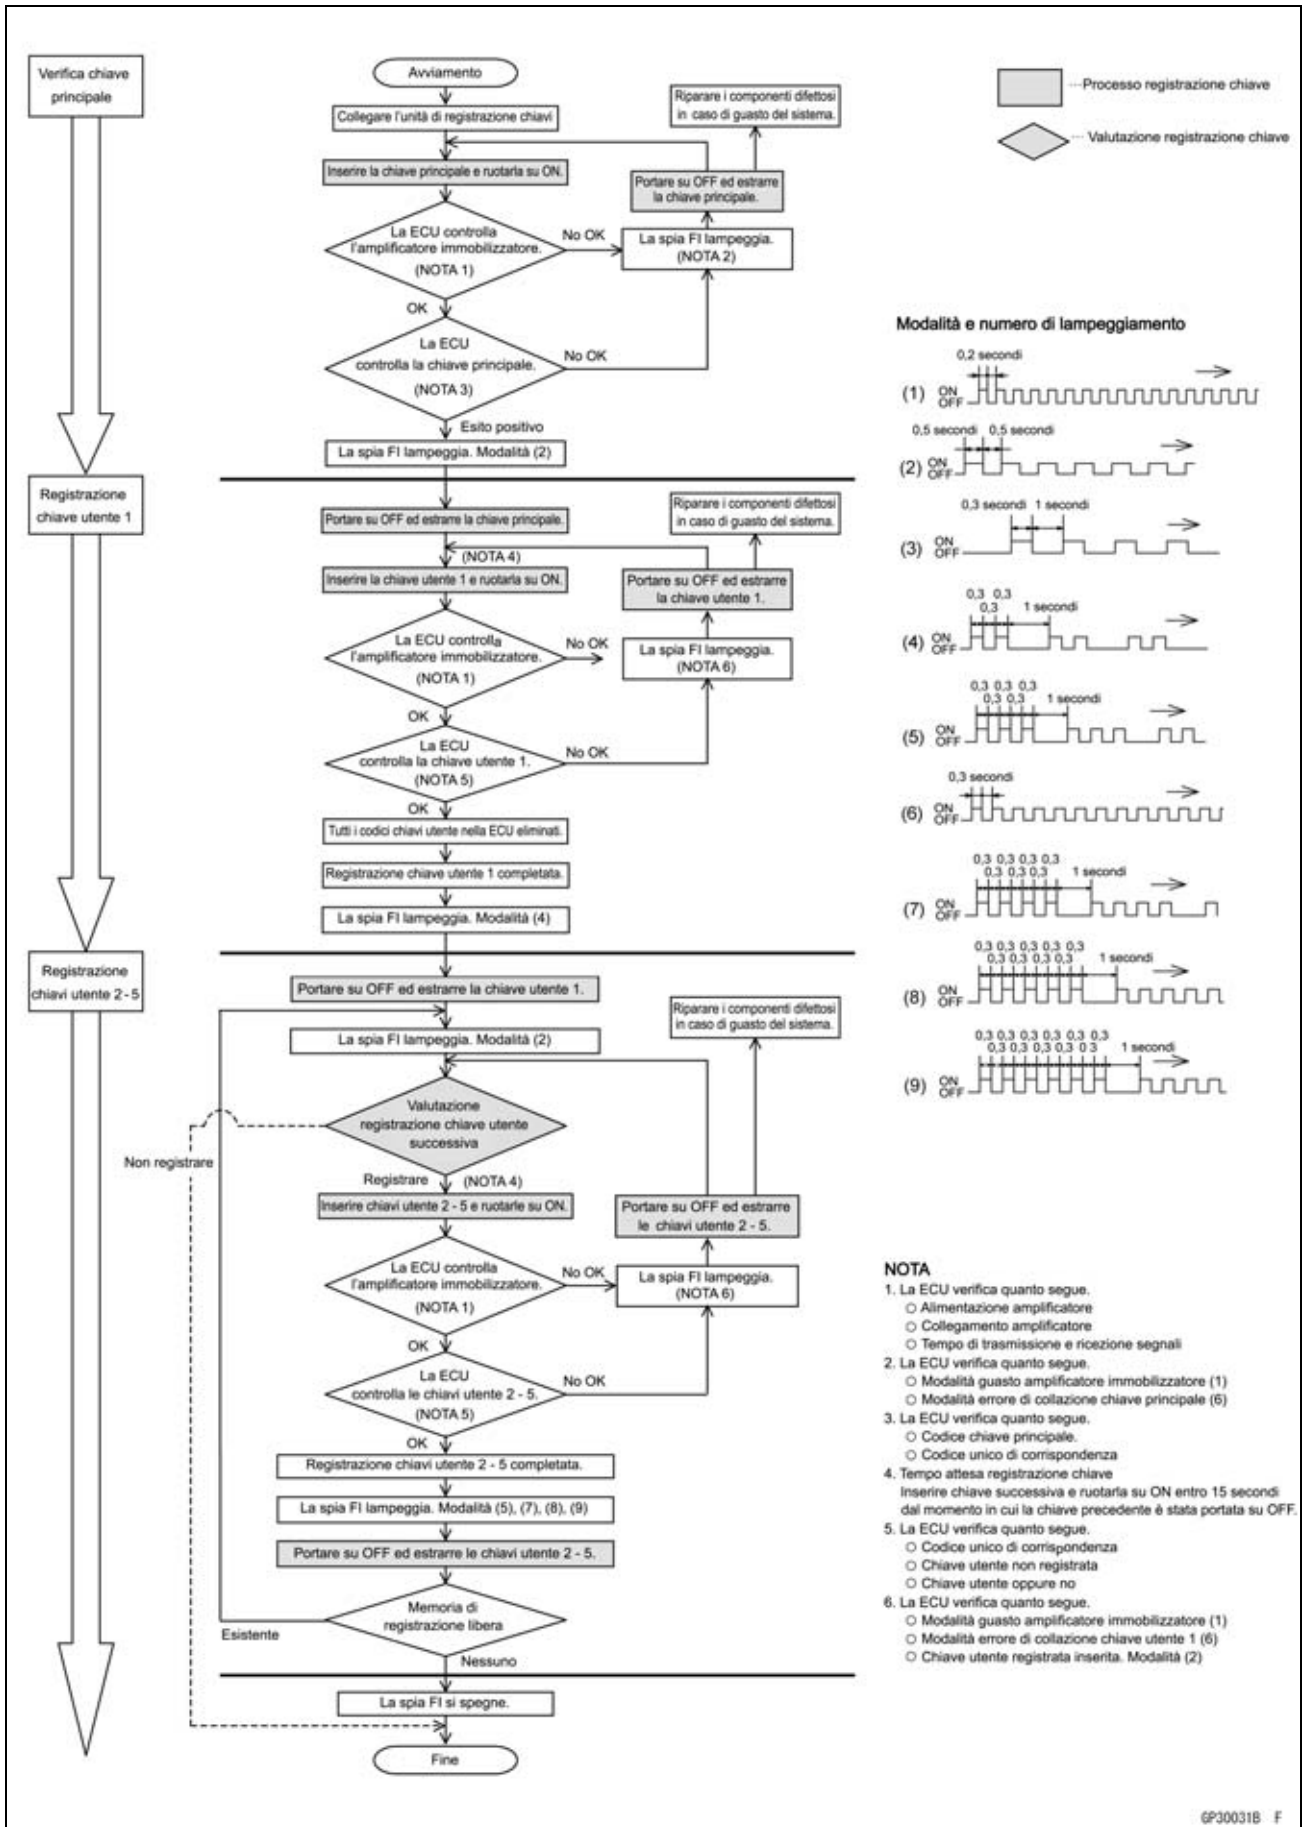 Verifica chiave
principale
Avviamento
Collegare l'unità di registrazione chiavi
Inserire la chiave principale e ruotarla su ON.
La ECU controlla
l'amplificatore immobilizzatore.
(NOTA 1)
No OK
OK
La ECU
controlla la chiave principale.
(NOTA 3)
No OK
Esito positivo
La spia FI lampeggia. Modalità (2)
Riparare i componenti difettosi
in caso di guasto del sistema.
Portare su OFF ed estrarre
la chiave principale.
La spia FI lampeggia.
(NOTA 2)
Processo registrazione chiave
Valutazione registrazione chiave
Registrazione
chiave utente 1
Portare su OFF ed estrarre la chiave principale.
(NOTA 4)
Inserire la chiave utente 1 e ruotarla su ON.
La ECU controlla
l'amplificatore immobilizzatore.
(NOTA 1)
No OK
OK
La ECU
controlla la chiave utente 1.
(NOTA 5)
No OK
OK
Tutti i codici chiavi utente nella ECU eliminati.
Registrazione chiave utente 1 completata.
La spia FI lampeggia. Modalità (4)
Riparare i componenti difettosi
in caso di guasto del sistema.
Portare su OFF ed estrarre
la chiave utente 1.
La spia FI lampeggia.
(NOTA 6)
Registrazione
chiavi utente 2 - 5
Portare su OFF ed estrarre la chiave utente 1.
La spia FI lampeggia. Modalità (2)
Valutazione
registrazione chiave utente
successiva
Non registrare
Registrare (NOTA 4)
Inserire chiavi utente 2 - 5 e ruotarle su ON.
La ECU controlla
l'amplificatore immobilizzatore.
(NOTA 1)
No OK
OK
La ECU
controlla le chiavi utente 2 - 5.
(NOTA 5)
No OK
OK
Registrazione chiavi utente 2 - 5 completata.
La spia FI lampeggia. Modalità (5), (7), (8), (9)
Portare su OFF ed estrarre le chiavi utente 2 - 5.
Memoria di
registrazione libera
Esistente
Nessuno
La spia FI si spegne.
Fine
Riparare i componenti difettosi
in caso di guasto del sistema.
Portare su OFF ed estrarre
le chiavi utente 2 - 5.
La spia FI lampeggia.
(NOTA 6)
Modalità e numero di lampeggiamento
0,2 secondi
(1) ON
OFF
0,5 secondi 0,5 secondi
(2) ON
OFF
0,3 secondi 1 secondi
(3) ON
OFF
0,3 0,3
0,3 1 secondi
(4) ON
OFF
0,3 0,3 0,3
0,3 0,3 1 secondi
(5) ON
OFF
0,3 secondi
(6) ON
OFF
0,3 0,3 0,3 0,3
0,3 0,3 0,3 1 secondi
(7) ON
OFF
0,3 0,3 0,3 0,3 0,3
0,3 0,3 0,3 0,3 1 secondi
(8) ON
OFF
0,3 0,3 0,3 0,3 0,3 0,3
0,3 0,3 0,3 0,3 0 3 1 secondi
(9) ON
OFF
NOTA
1. La ECU verifica quanto segue.
○ Alimentazione amplificatore
○ Collegamento amplificatore
○ Tempo di trasmissione e ricezione segnali
2. La ECU verifica quanto segue.
○ Modalità guasto amplificatore immobilizzatore (1)
○ Modalità errore di collazione chiave principale (6)
3. La ECU verifica quanto segue.
○ Codice chiave principale.
○ Codice unico di corrispondenza
4. Tempo attesa registrazione chiave
Inserire chiave successiva e ruotarla su ON entro 15 secondi
dal momento in cui la chiave precedente è stata portata su OFF.
5. La ECU verifica quanto segue.
○ Codice unico di corrispondenza
○ Chiave utente non registrata
○ Chiave utente oppure no
6. La ECU verifica quanto segue.
○ Modalità guasto amplificatore immobilizzatore (1)
○ Modalità errore di collazione chiave utente 1 (6)
○ Chiave utente registrata inserita. Modalità (2)
GP30031B F